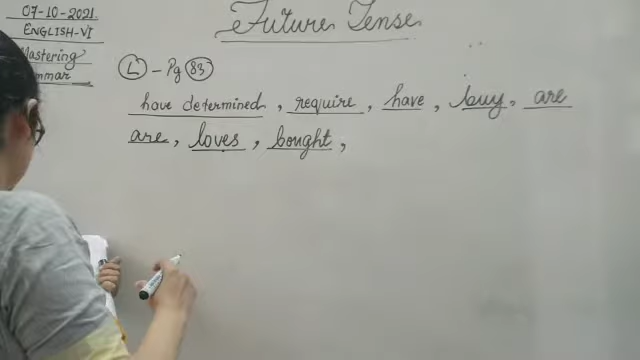 07-10-2021
ENGLISH-VI
Mastering
Grammar
Future Tense
L - Pg 83
have determined, require, have, buy, are
are, loves, bought,